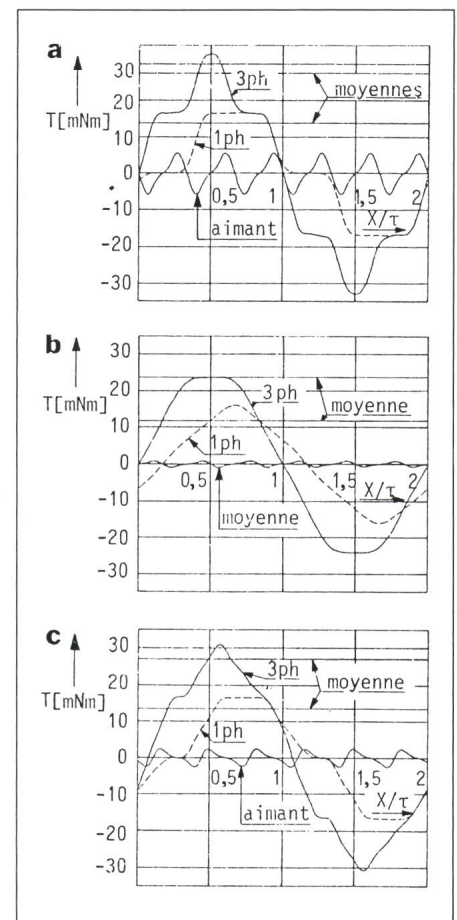 a
30
3ph
moyennes
20
T[mNm]
1ph
10
0
0,5
1
1,5
2
-10
X/τ
aimant
-20
-30
b
30
20
3ph
T[mNm]
moyenne
10
1ph
0
0,5
1
1,5
2
-10
X/τ
moyenne
-20
-30
c
30
3ph
20
moyenne
T[mNm]
10
1ph
0
0,5
1
1,5
2
-10
X/τ
aimant
-20
-30